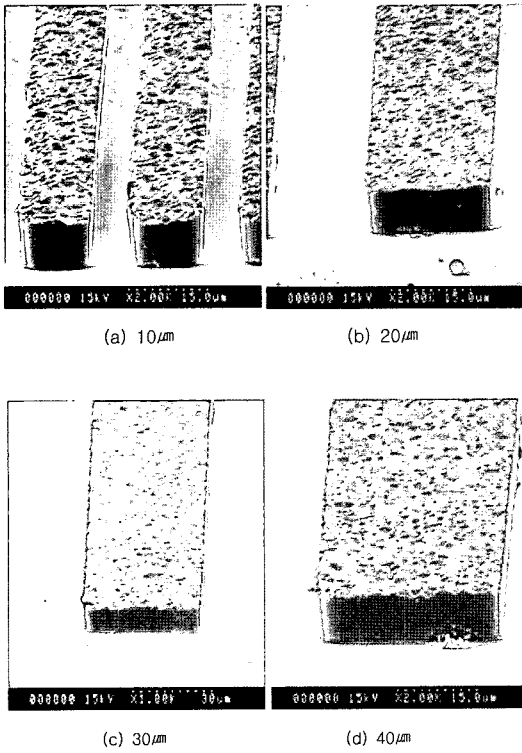 000000 15kV X2.00K 15.0µm
000000 15kV X2.00K 15.0µm
(a) 10㎛
(b) 20㎛
000000 15kV X1.00K 30µm
000000 15kV X2.00K 15.0µm
(c) 30㎛
(d) 40㎛